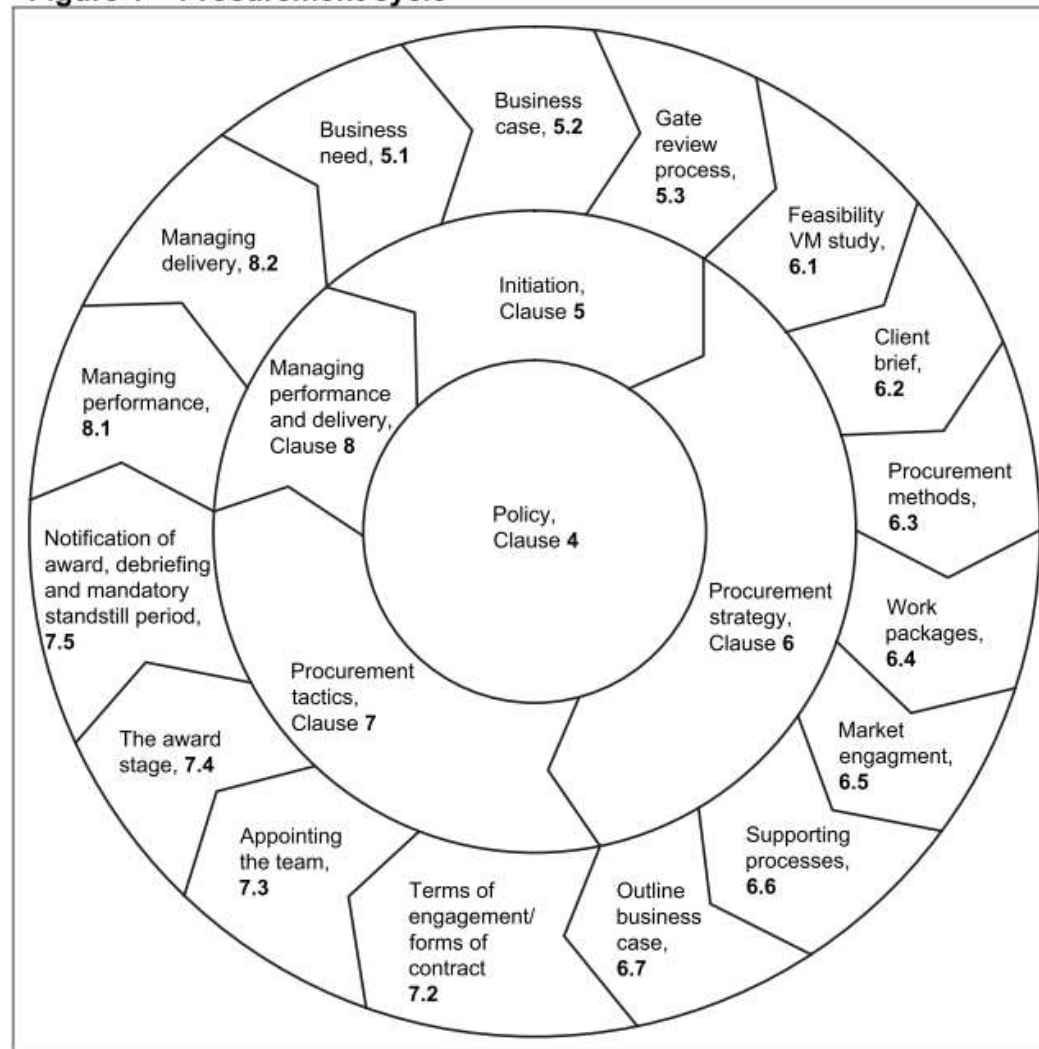 Business
need, 5.1
Business
case, 5.2
Gate
review
process,
5.3
Feasibility
VM study,
6.1
Client
brief,
6.2
Procurement
methods,
6.3
Work
packages,
6.4
Market
engagment,
6.5
Supporting
processes,
6.6
Outline
business
case,
6.7
Terms of
engagement/
forms of
contract
7.2
Appointing
the team,
7.3
The award
stage, 7.4
Notification of
award, debriefing
and mandatory
standstill period,
7.5
Managing
performance,
8.1
Managing
delivery, 8.2
Initiation,
Clause 5
Procurement
strategy,
Clause 6
Procurement
tactics,
Clause 7
Managing
performance
and delivery,
Clause 8
Policy,
Clause 4